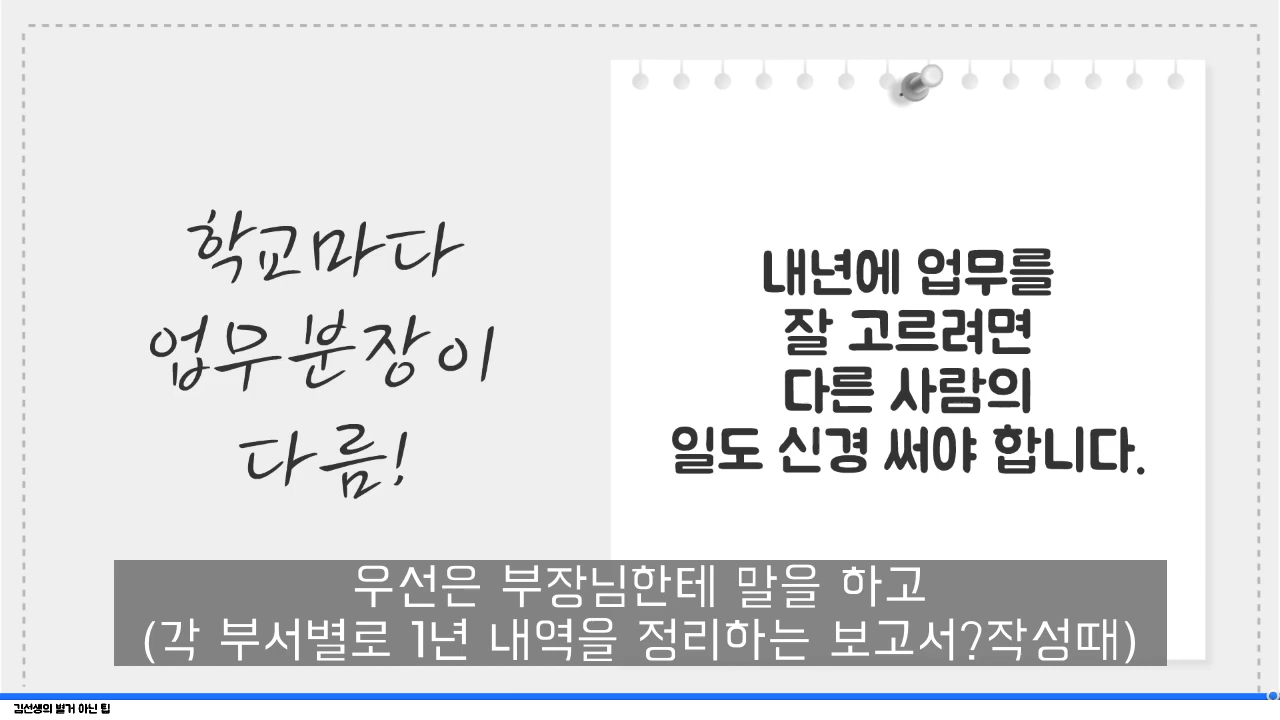 학교마다
업무분장이
다름!
내년에 업무를
잘 고르려면
다른 사람의
일도 신경 써야 합니다.
우선은 부장님한테 말을 하고
(각 부서별로 1년 내역을 정리하는 보고서?작성때)
김선생의 별거 아닌 팁